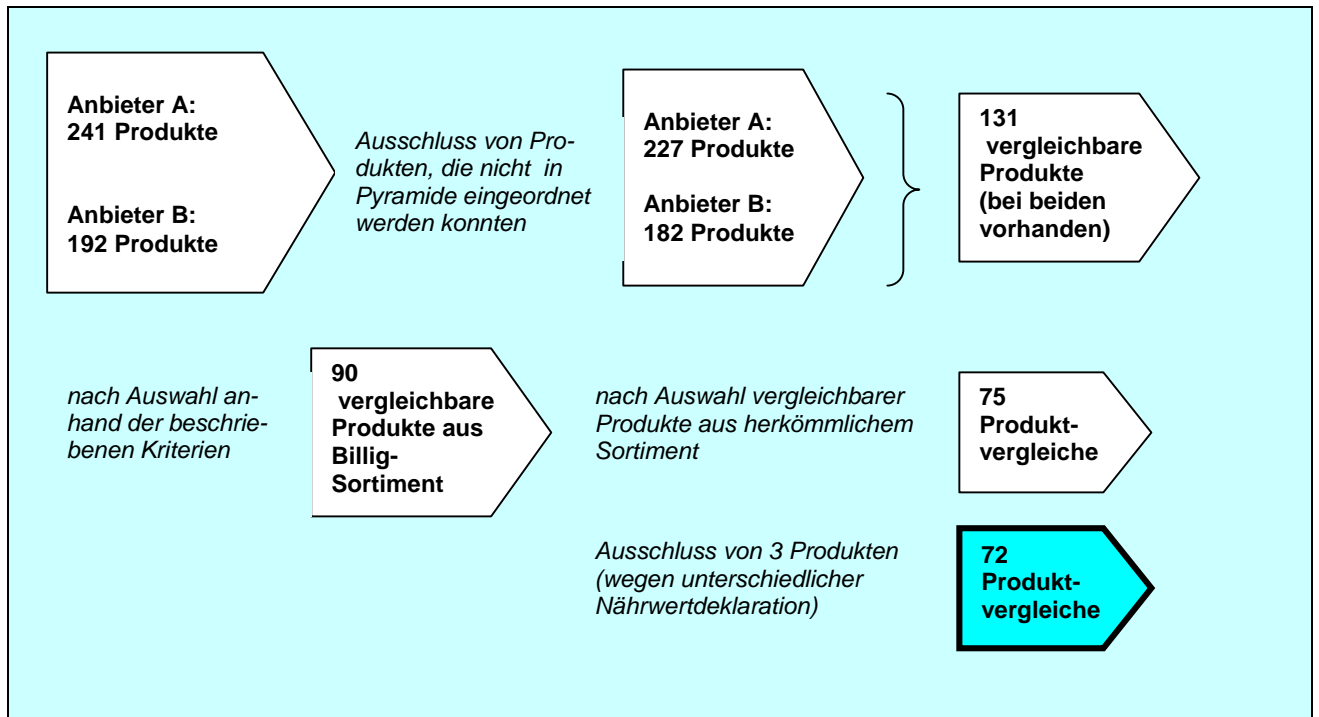 Anbieter A:
241 Produkte
Anbieter B:
192 Produkte
Ausschluss von Pro-
dukten, die nicht in
Pyramide eingeordnet
werden konnten
Anbieter A:
227 Produkte
Anbieter B:
182 Produkte
131
vergleichbare
Produkte
(bei beiden
vorhanden)
nach Auswahl an-
hand der beschrie-
benen Kriterien
90
vergleichbare
Produkte aus
Billig-
Sortiment
nach Auswahl vergleichbarer
Produkte aus herkömmlichem
Sortiment
75
Produkt-
vergleiche
Ausschluss von 3 Produkten
(wegen unterschiedlicher
Nährwertdeklaration)
72
Produkt-
vergleiche